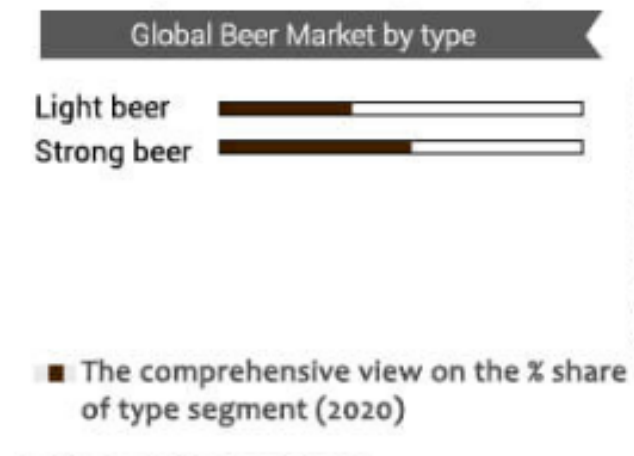 Global Beer Market by type
Light beer
Strong beer
The comprehensive view on the % share
of type segment (2020)